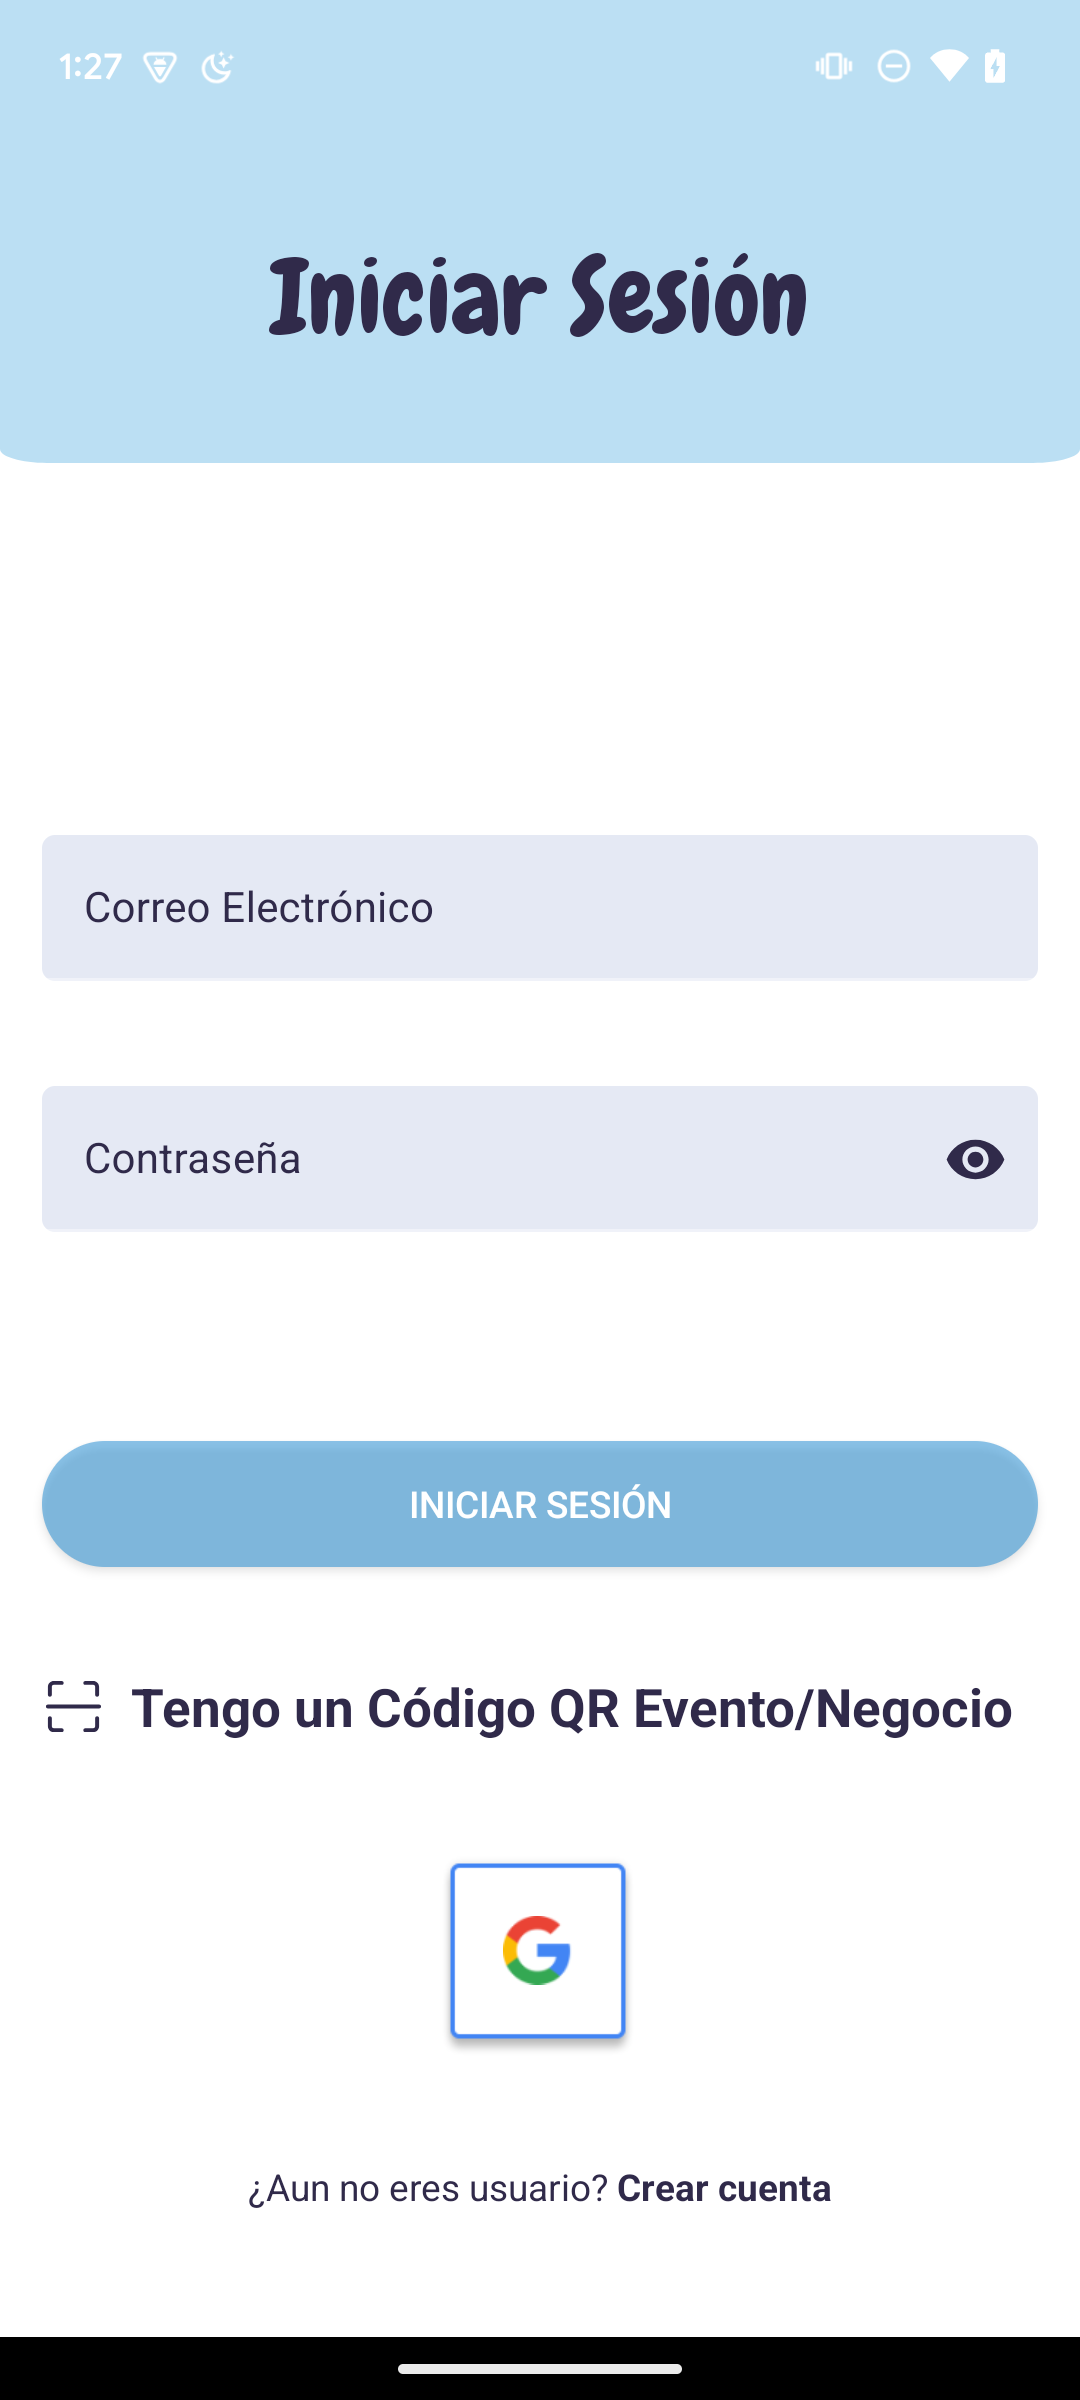 1:27
Iniciar Sesión
Correo Electrónico
Contraseña
INICIAR SESIÓN
Tengo un Código QR Evento/Negocio
¿Aun no eres usuario? Crear cuenta